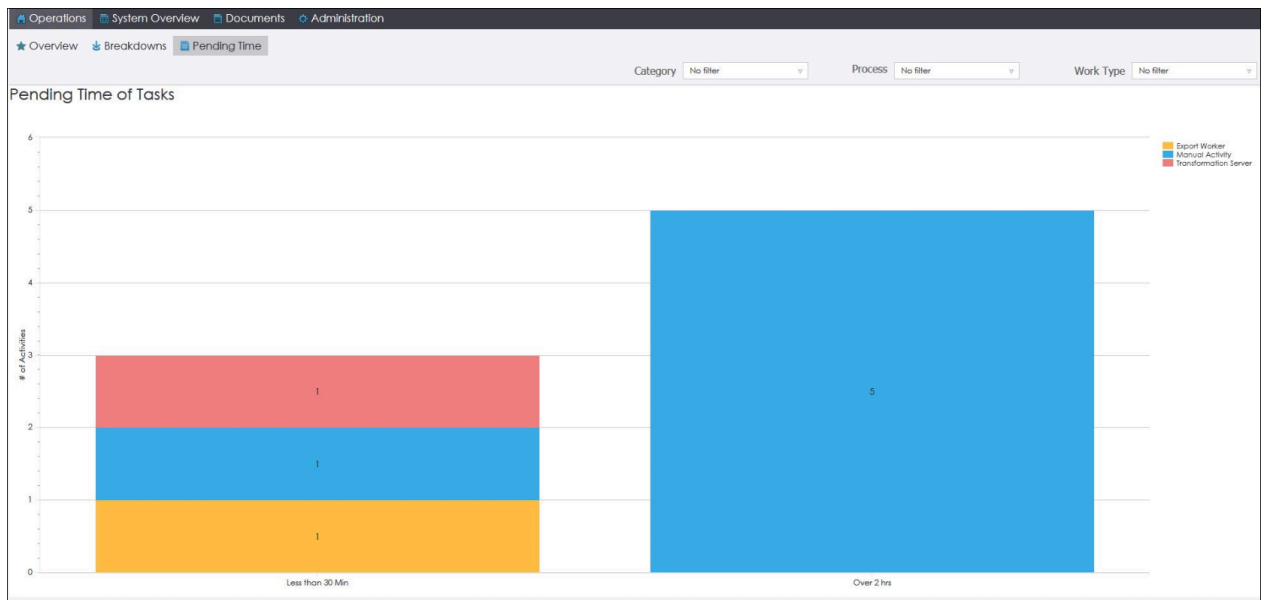 Operations System Overview Documents Administration
Overview Breakdowns Pending Time
Category No filter Process No filter Work Type No filter
Pending Time of Tasks
6
5
4
3
2
1
0
# of Activities
1
1
1
5
Less than 30 Min Over 2 hrs
Export Worker
Manual Activity
Transformation Server